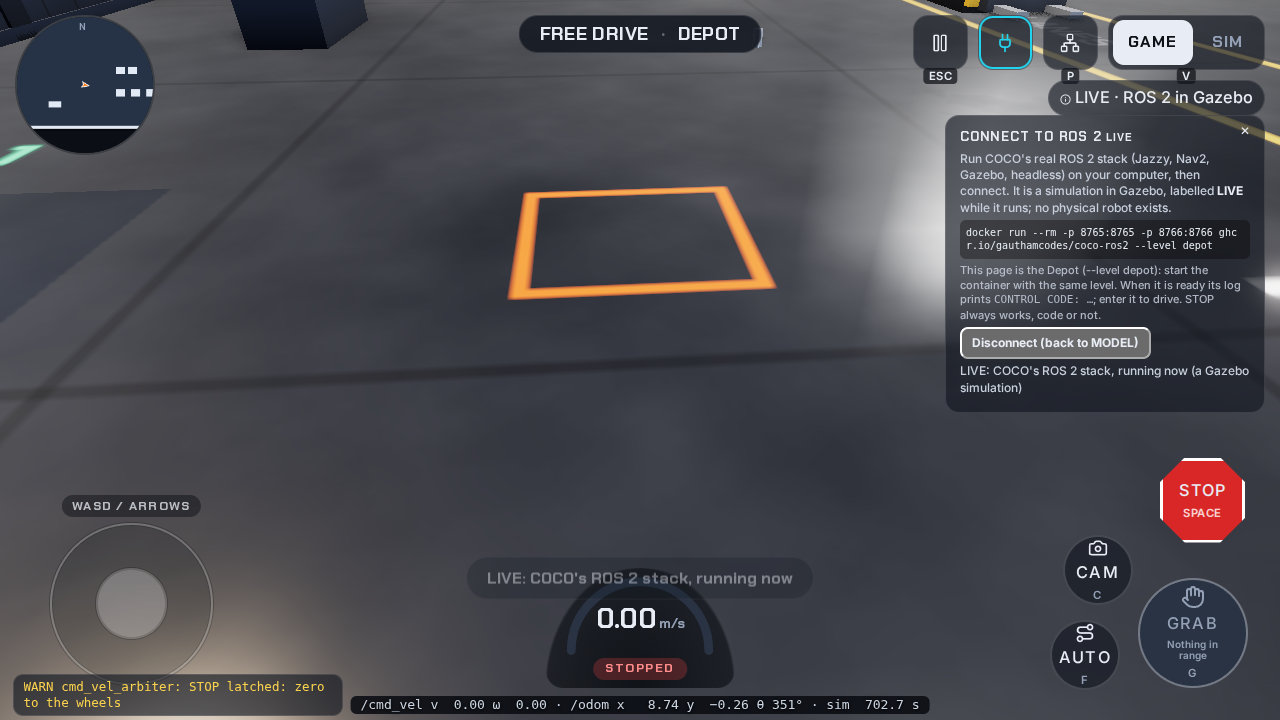 N
FREE DRIVE · DEPOT
ESC
P
GAME
SIM
V
LIVE · ROS 2 in Gazebo
CONNECT TO ROS 2 LIVE
×
Run COCO's real ROS 2 stack (Jazzy, Nav2,
Gazebo, headless) on your computer, then
connect. It is a simulation in Gazebo, labelled LIVE
while it runs; no physical robot exists.
docker run --rm -p 8765:8765 -p 8766:8766 ghc
r.io/gauthamcodes/coco-ros2 --level depot
This page is the Depot (--level depot): start the
container with the same level. When it is ready its log
prints CONTROL CODE: …; enter it to drive. STOP
always works, code or not.
Disconnect (back to MODEL)
LIVE: COCO's ROS 2 stack, running now (a Gazebo
simulation)
STOP
SPACE
WASD / ARROWS
CAM
C
LIVE: COCO's ROS 2 stack, running now
0.00 m/s
STOPPED
GRAB
Nothing in
range
G
AUTO
F
WARN cmd_vel_arbiter: STOP latched: zero
to the wheels
/cmd_vel v 0.00 ω 0.00 · /odom x 8.74 y −0.26 θ 351° · sim 702.7 s